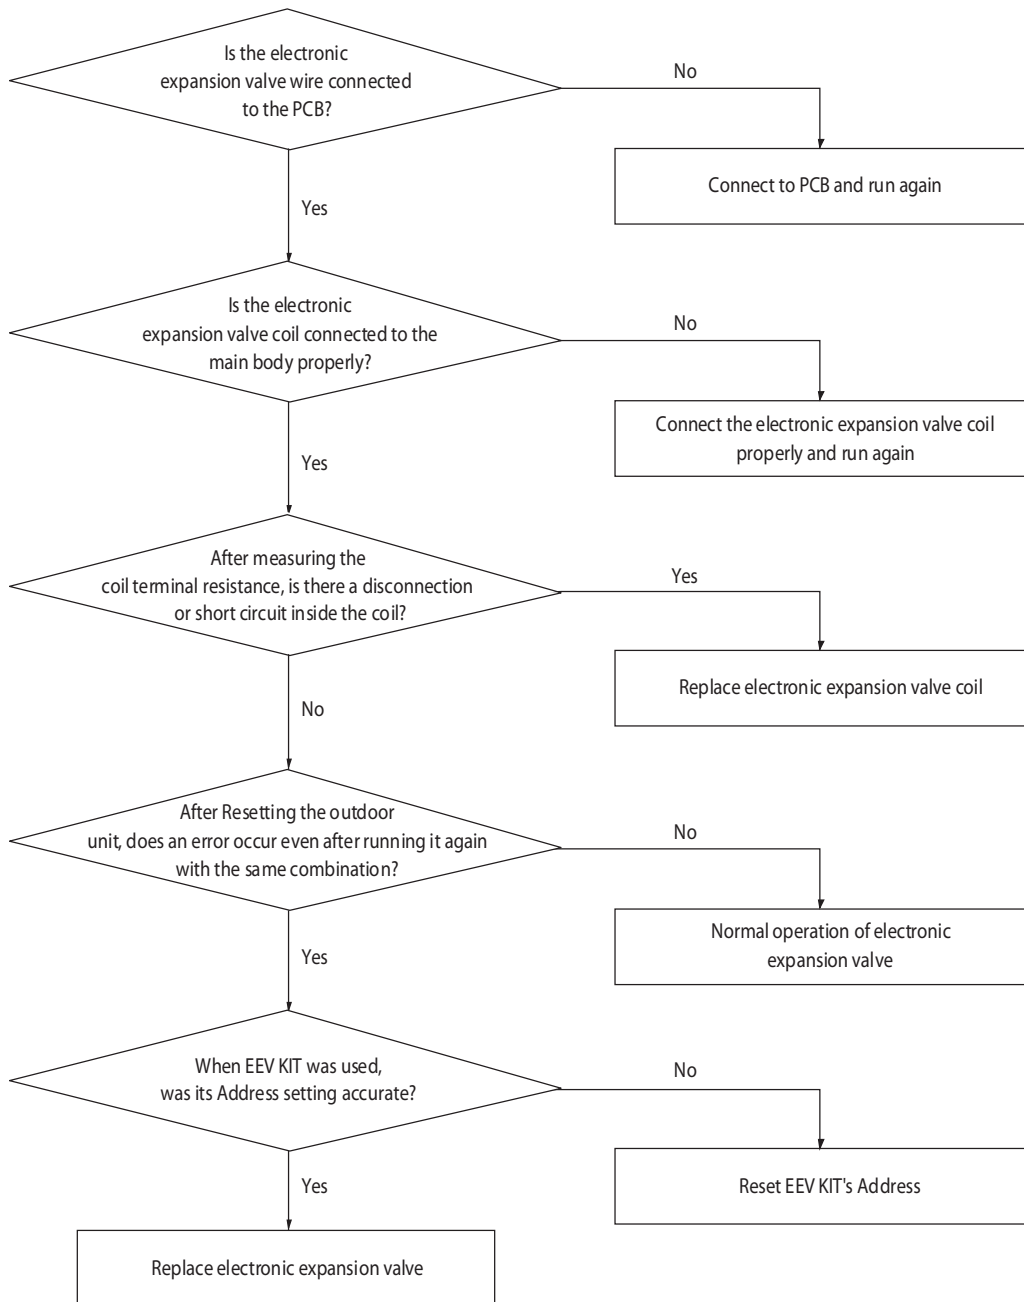 Is the electronic
expansion valve wire connected
to the PCB?
No
Connect to PCB and run again
Yes
Is the electronic
expansion valve coil connected to the
main body properly?
No
Connect the electronic expansion valve coil
properly and run again
Yes
After measuring the
coil terminal resistance, is there a disconnection
or short circuit inside the coil?
Yes
Replace electronic expansion valve coil
No
After Resetting the outdoor
unit, does an error occur even after running it again
with the same combination?
No
Normal operation of electronic
expansion valve
Yes
When EEV KIT was used,
was its Address setting accurate?
No
Reset EEV KIT's Address
Yes
Replace electronic expansion valve